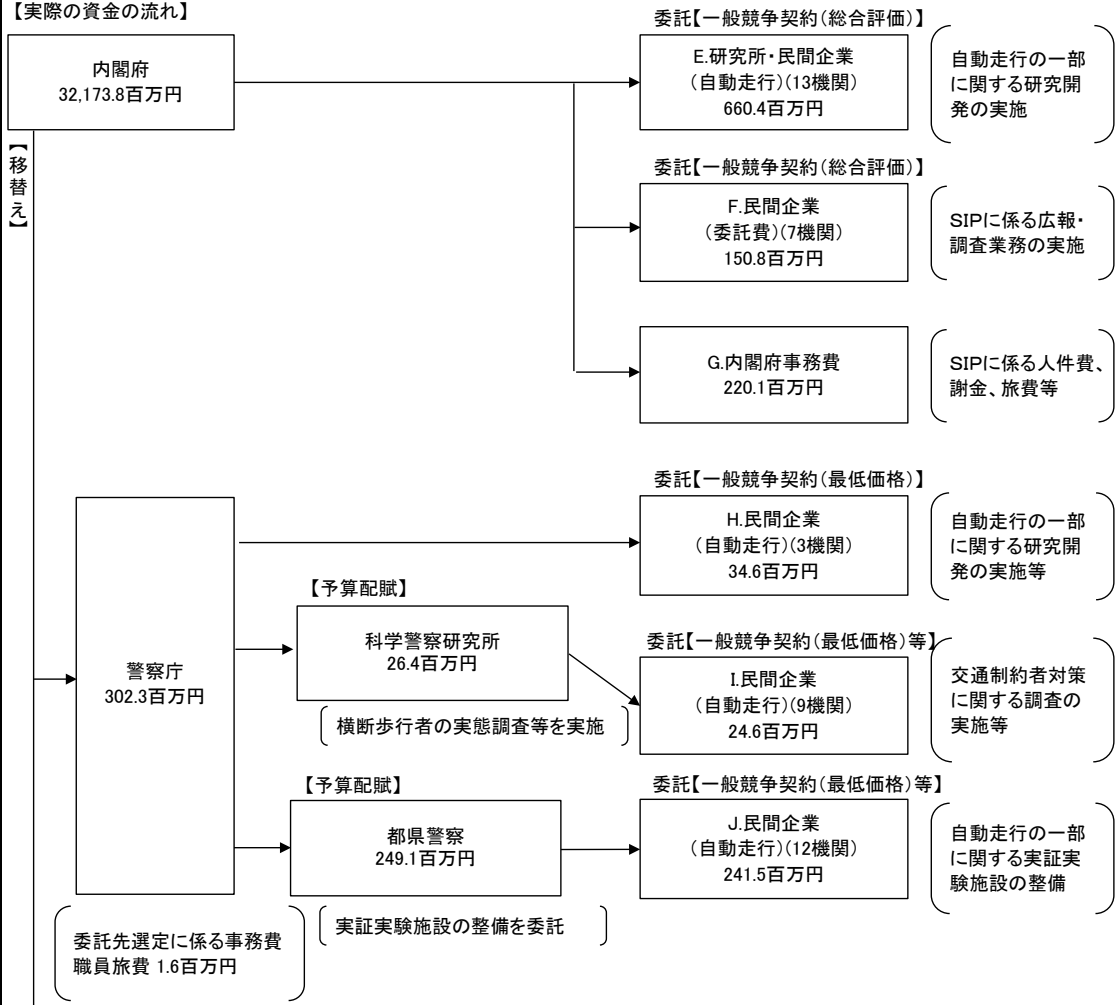 【実際の資金の流れ】
内閣府
32,173.8百万円
【移替え】
委託【一般競争契約(総合評価)】
E.研究所・民間企業
(自動走行)(13機関)
660.4百万円
自動走行の一部
に関する研究開
発の実施
委託【一般競争契約(総合評価)】
F.民間企業
(委託費)(7機関)
150.8百万円
SIPに係る広報・
調査業務の実施
G.内閣府事務費
220.1百万円
SIPに係る人件費、
謝金、旅費等
警察庁
302.3百万円
委託先選定に係る事務費
職員旅費 1.6百万円
委託【一般競争契約(最低価格)】
H.民間企業
(自動走行)(3機関)
34.6百万円
自動走行の一部
に関する研究開
発の実施等
【予算配賦】
科学警察研究所
26.4百万円
横断歩行者の実態調査等を実施
委託【一般競争契約(最低価格)等】
I.民間企業
(自動走行)(9機関)
24.6百万円
交通制約者対策
に関する調査の
実施等
【予算配賦】
都県警察
249.1百万円
実証実験施設の整備を委託
委託【一般競争契約(最低価格)等】
J.民間企業
(自動走行)(12機関)
241.5百万円
自動走行の一部
に関する実証実
験施設の整備